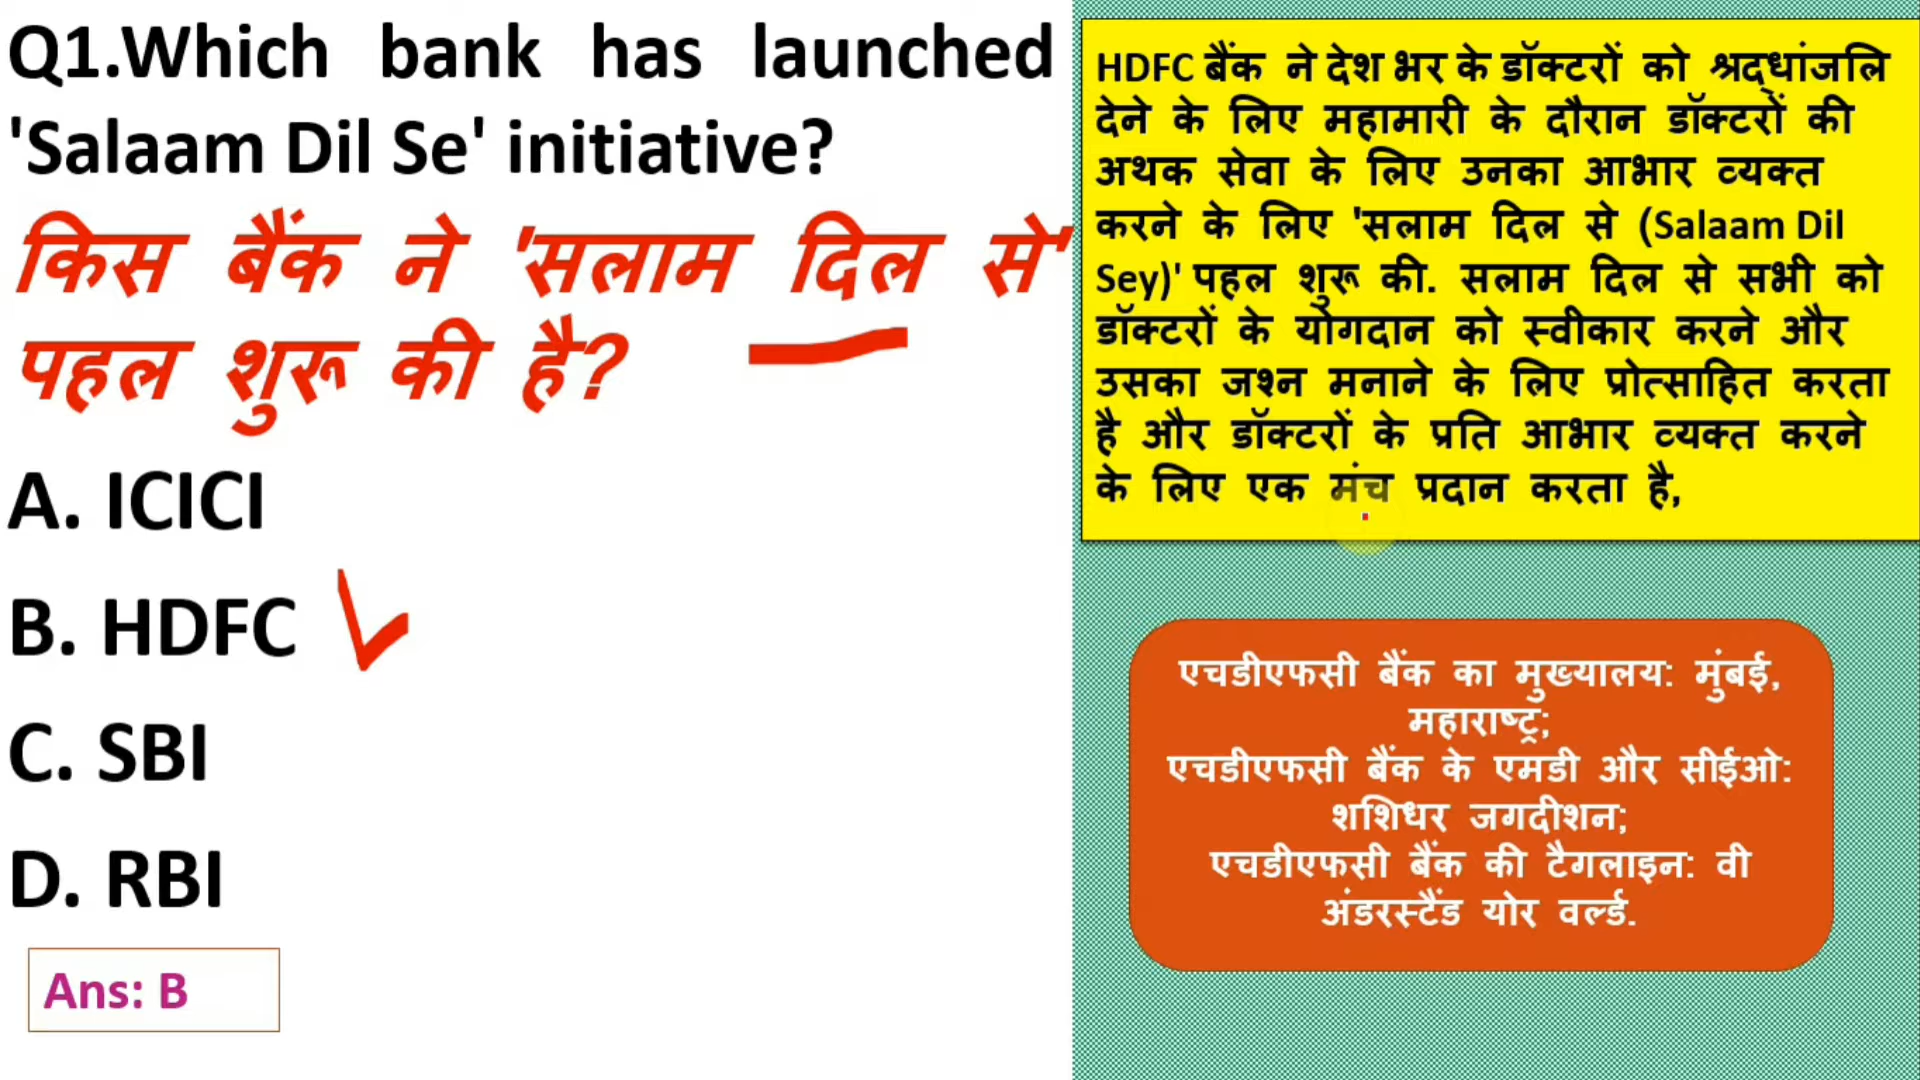 Q1.Which bank has launched
'Salaam Dil Se' initiative?
किस बैंक ने 'सलाम दिल से'
पहल शुरू की है?
A. ICICI
B. HDFC
C. SBI
D. RBI
Ans: B
HDFC बैंक ने देश भर के डॉक्टरों को श्रद्धांजलि
देने के लिए महामारी के दौरान डॉक्टरों की
अथक सेवा के लिए उनका आभार व्यक्त
करने के लिए 'सलाम दिल से (Salaam Dil
Sey)' पहल शुरू की. सलाम दिल से सभी को
डॉक्टरों के योगदान को स्वीकार करने और
उसका जश्न मनाने के लिए प्रोत्साहित करता
है और डॉक्टरों के प्रति आभार व्यक्त करने
के लिए एक मंच प्रदान करता है,
एचडीएफसी बैंक का मुख्यालय: मुंबई,
महाराष्ट्र;
एचडीएफसी बैंक के एमडी और सीईओ:
शशिधर जगदीशन;
एचडीएफसी बैंक की टैगलाइन: वी
अंडरस्टैंड योर वर्ल्ड.